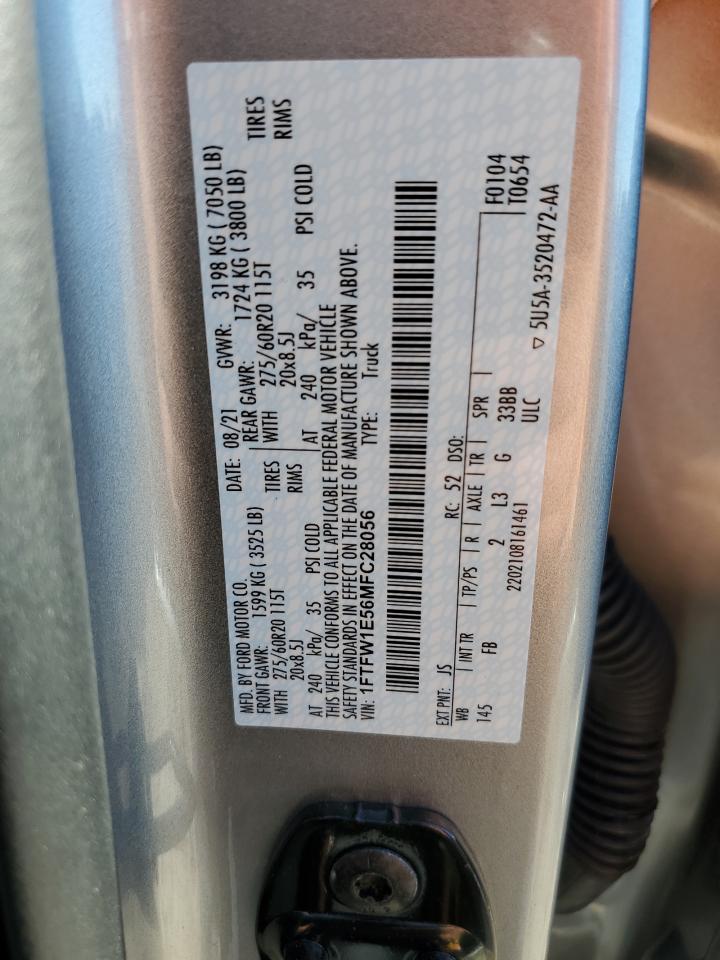 MFD. BY FORD MOTOR CO. DATE: 08/21 GVWR: 3198 KG ( 7050 LB)
FRONT GAWR: 1599 KG ( 3525 LB) REAR GAWR: 1724 KG ( 3800 LB)
WITH 275/60R20 115T TIRES WITH 275/60R20 115T TIRES
20x8.5J RIMS 20x8.5J RIMS
AT 240 kPa/ 35 PSI COLD AT 240 kPa/ 35 PSI COLD
THIS VEHICLE CONFORMS TO ALL APPLICABLE FEDERAL MOTOR VEHICLE
SAFETY STANDARDS IN EFFECT ON THE DATE OF MANUFACTURE SHOWN ABOVE.
VIN: 1FTFW1E56MFC28056 TYPE: Truck
EXT PNT: JS RC: 52 DSO: F0104
WB INT TR TP/PS R AXLE TR SPR T0654
145 FB 2 L3 G 33BB
2202108161461 ULC
5U5A-3520472-AA